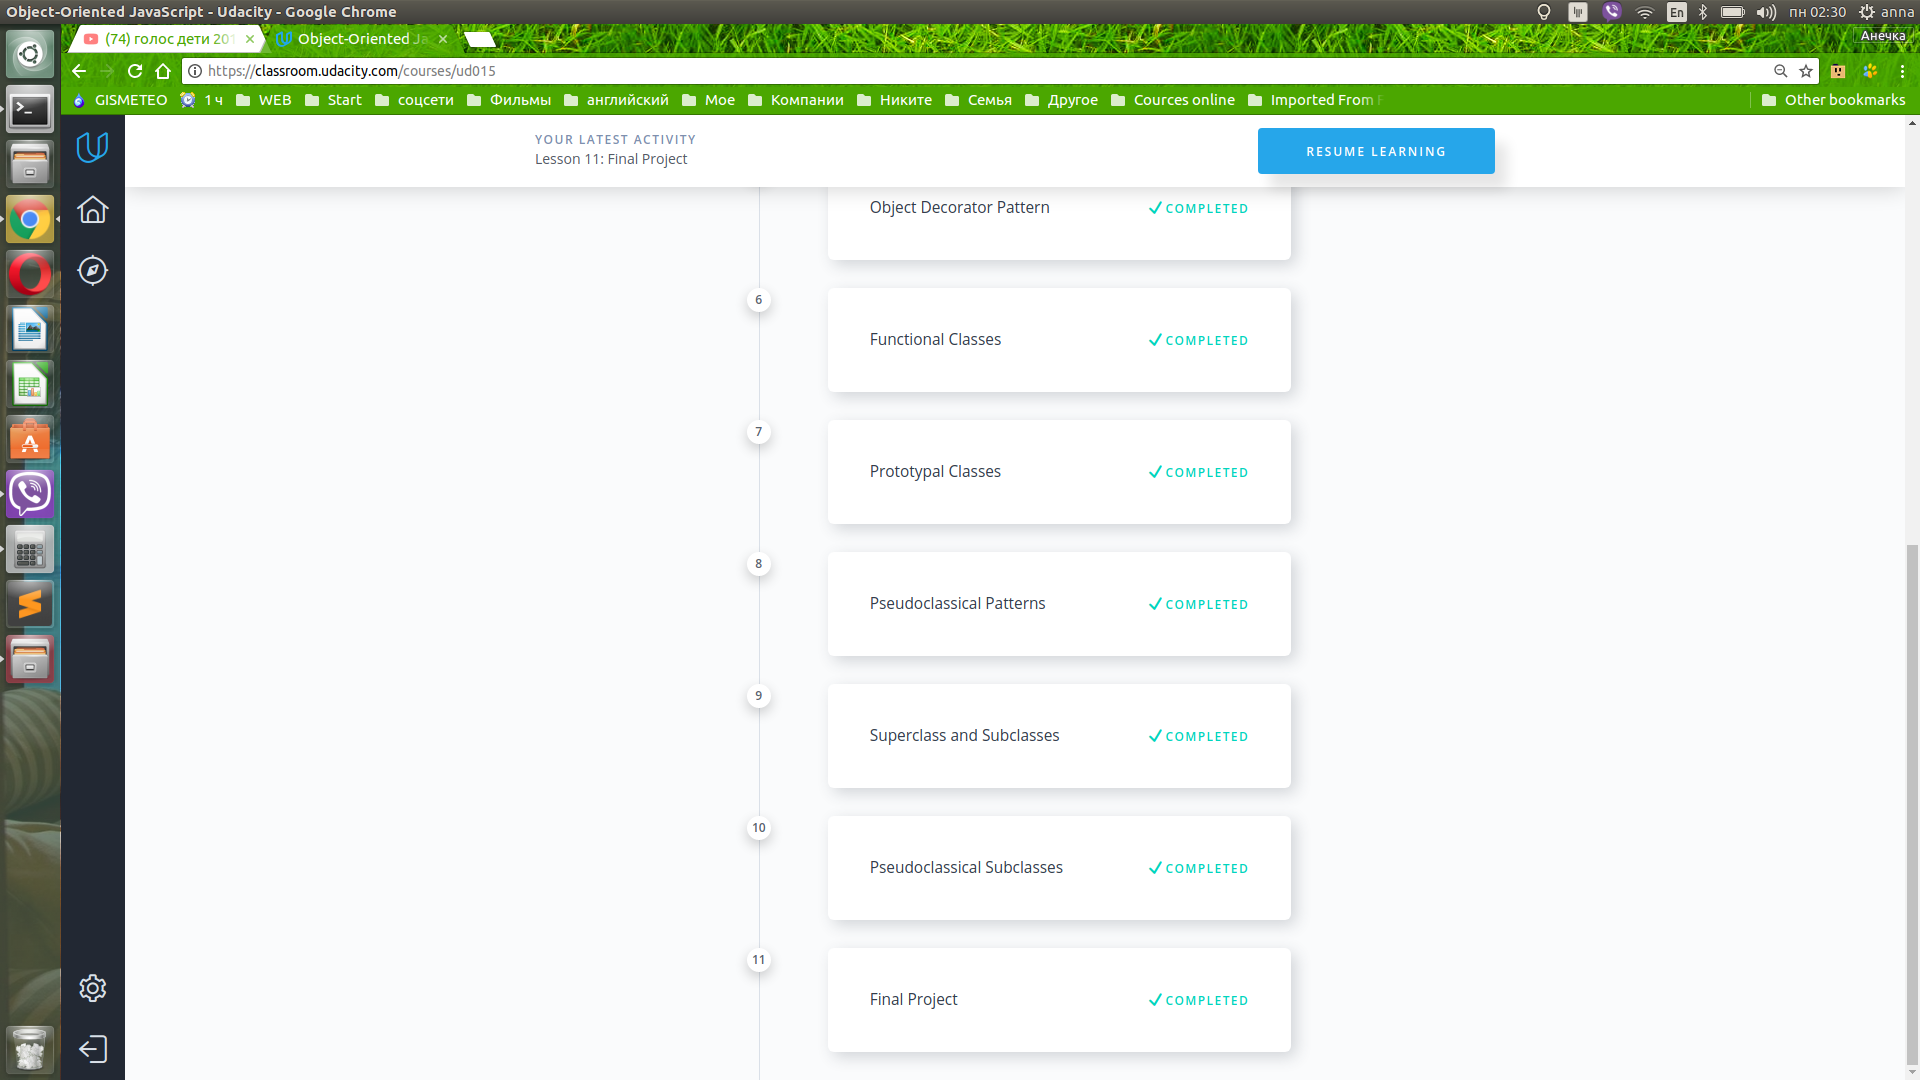 Object-Oriented JavaScript - Udacity - Google Chrome
En
пн 02:30
anna
(74) голос дети 201
Object-Oriented Ja
Анечка
https://classroom.udacity.com/courses/ud015
GISMETEO
1 ч
WEB
Start
соцсети
Фильмы
английский
Мое
Компании
Никите
Семья
Другое
Cources online
Imported From F
Other bookmarks
YOUR LATEST ACTIVITY
Lesson 11: Final Project
RESUME LEARNING
Object Decorator Pattern
COMPLETED
6
Functional Classes
COMPLETED
7
Prototypal Classes
COMPLETED
8
Pseudoclassical Patterns
COMPLETED
9
Superclass and Subclasses
COMPLETED
10
Pseudoclassical Subclasses
COMPLETED
11
Final Project
COMPLETED